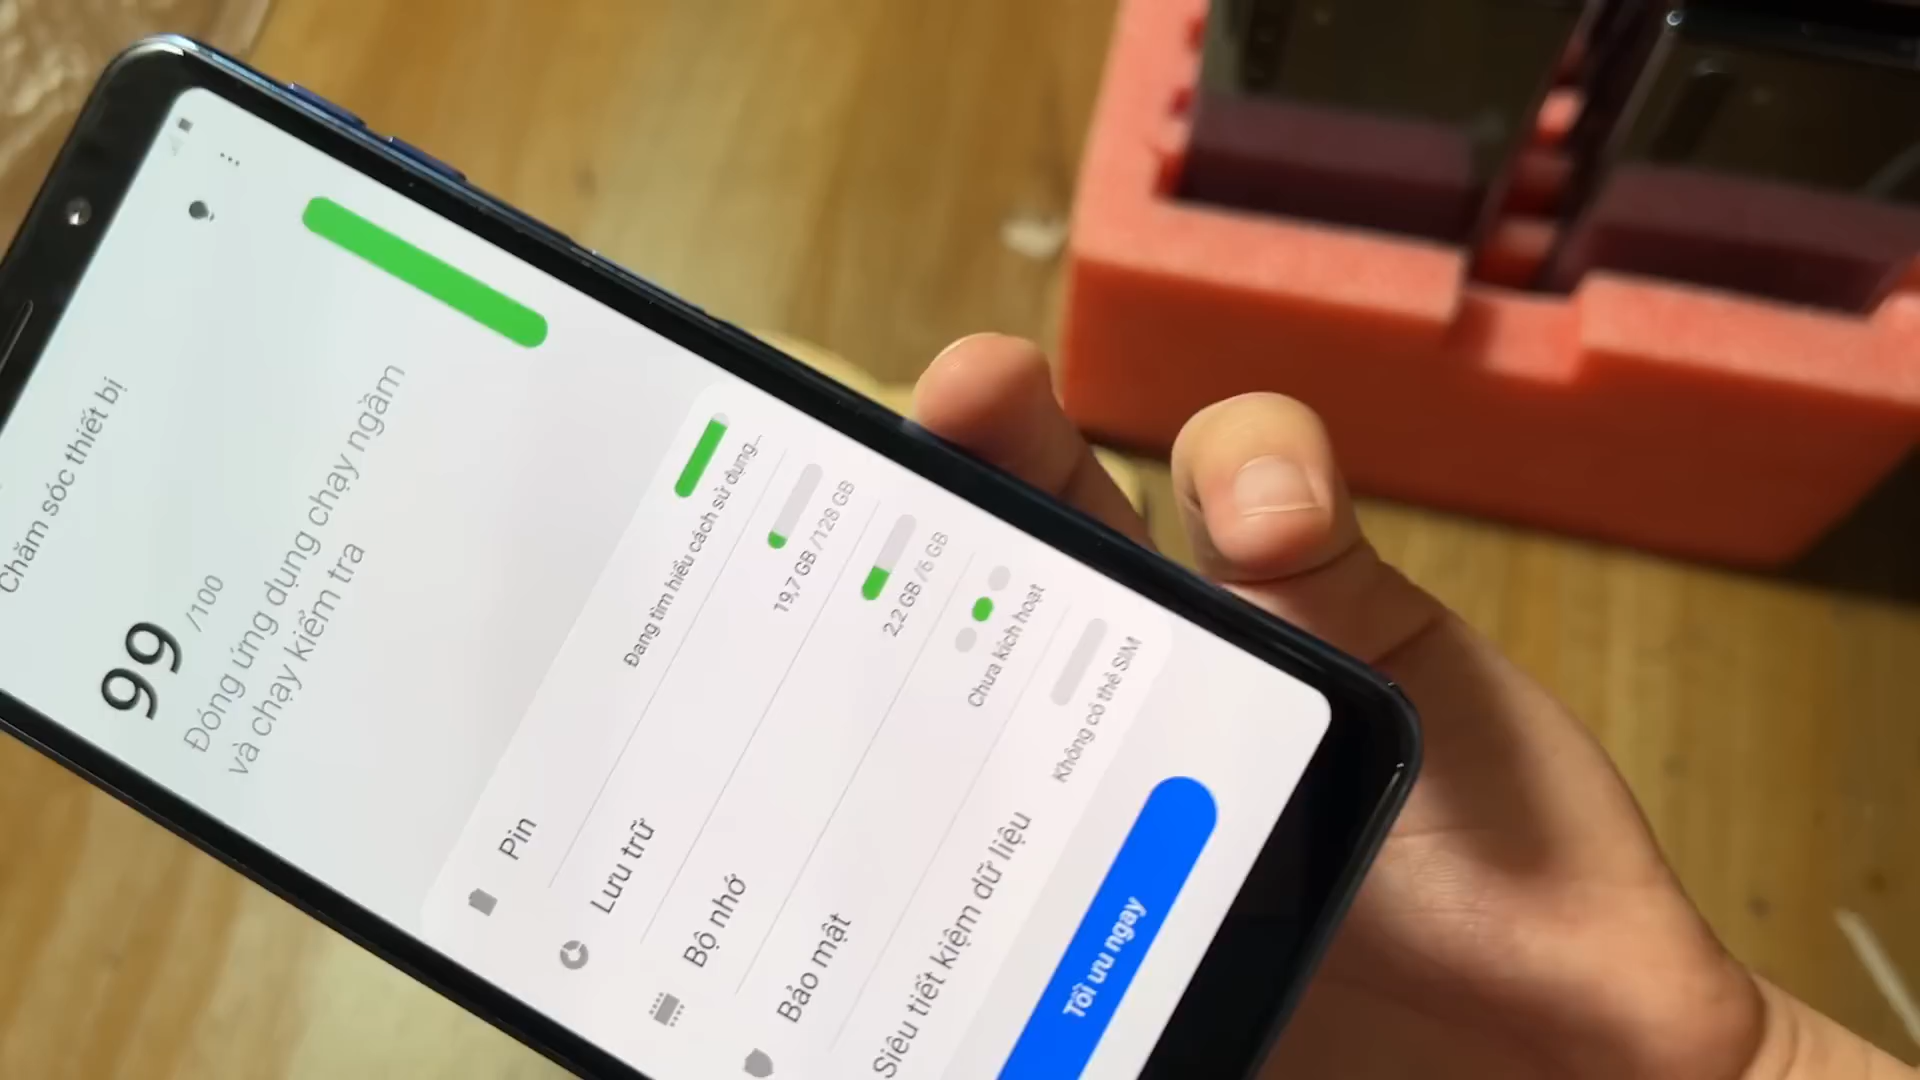 Chăm sóc thiết bị
99 /100
Đóng ứng dụng chạy ngầm
và chạy kiểm tra
Pin
Đang tìm hiểu cách sử dụng...
Lưu trữ
19,7 GB /128 GB
Bộ nhớ
2,2 GB /6 GB
Bảo mật
Chưa kích hoạt
Siêu tiết kiệm dữ liệu
Không có thẻ SIM
Tối ưu ngay